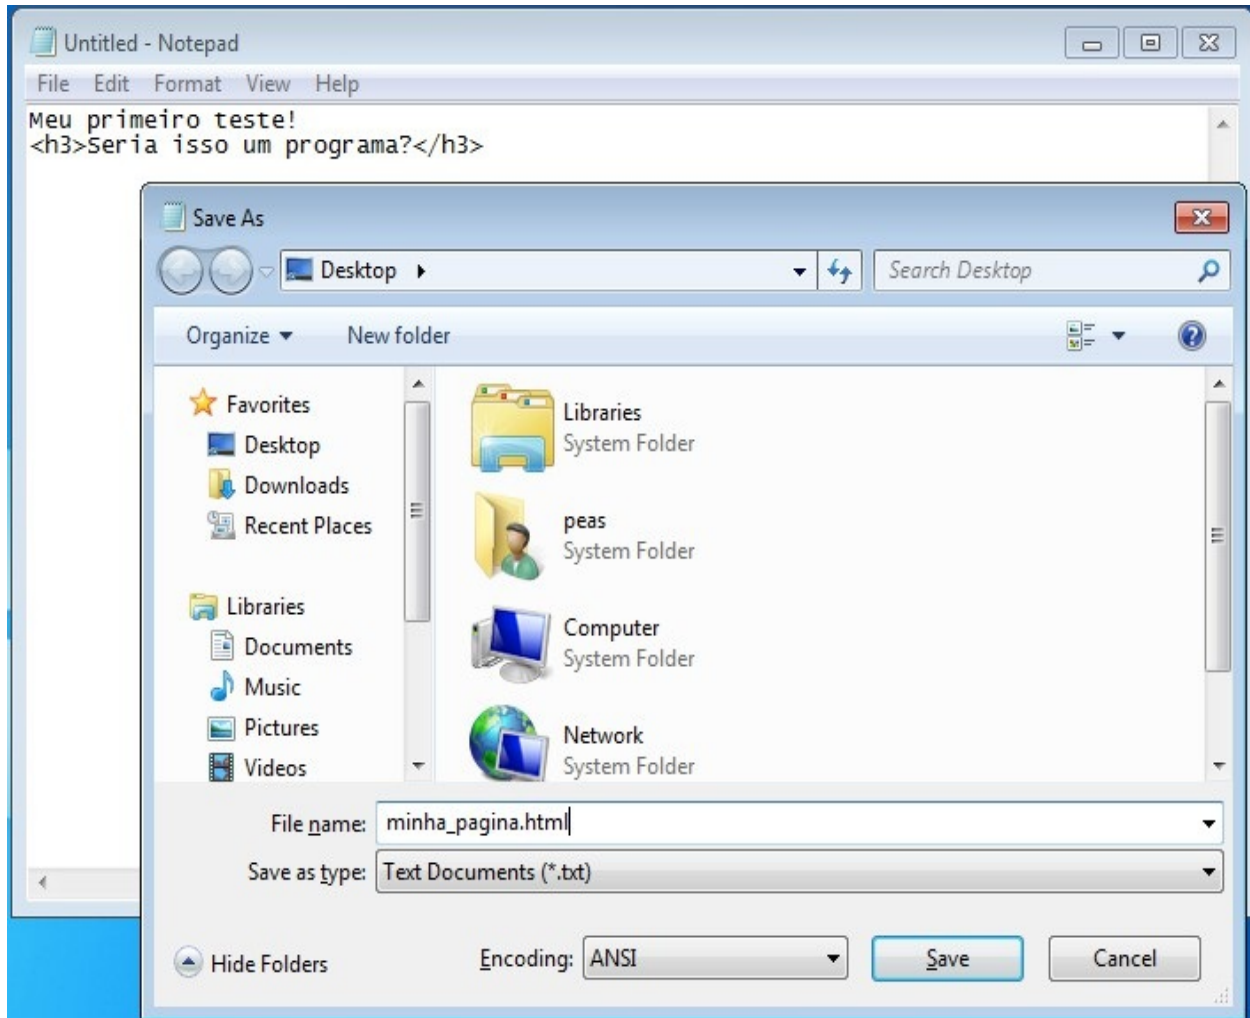 Untitled - Notepad
File Edit Format View Help
Meu primeiro teste!
<h3>Seria isso um programa?</h3>
Save As
Desktop
Search Desktop
Organize
New folder
Favorites
Desktop
Downloads
Recent Places
Libraries
Documents
Music
Pictures
Videos
Libraries
System Folder
peas
System Folder
Computer
System Folder
Network
System Folder
File name: minha_pagina.html
Save as type: Text Documents (*.txt)
Hide Folders
Encoding: ANSI
Save
Cancel